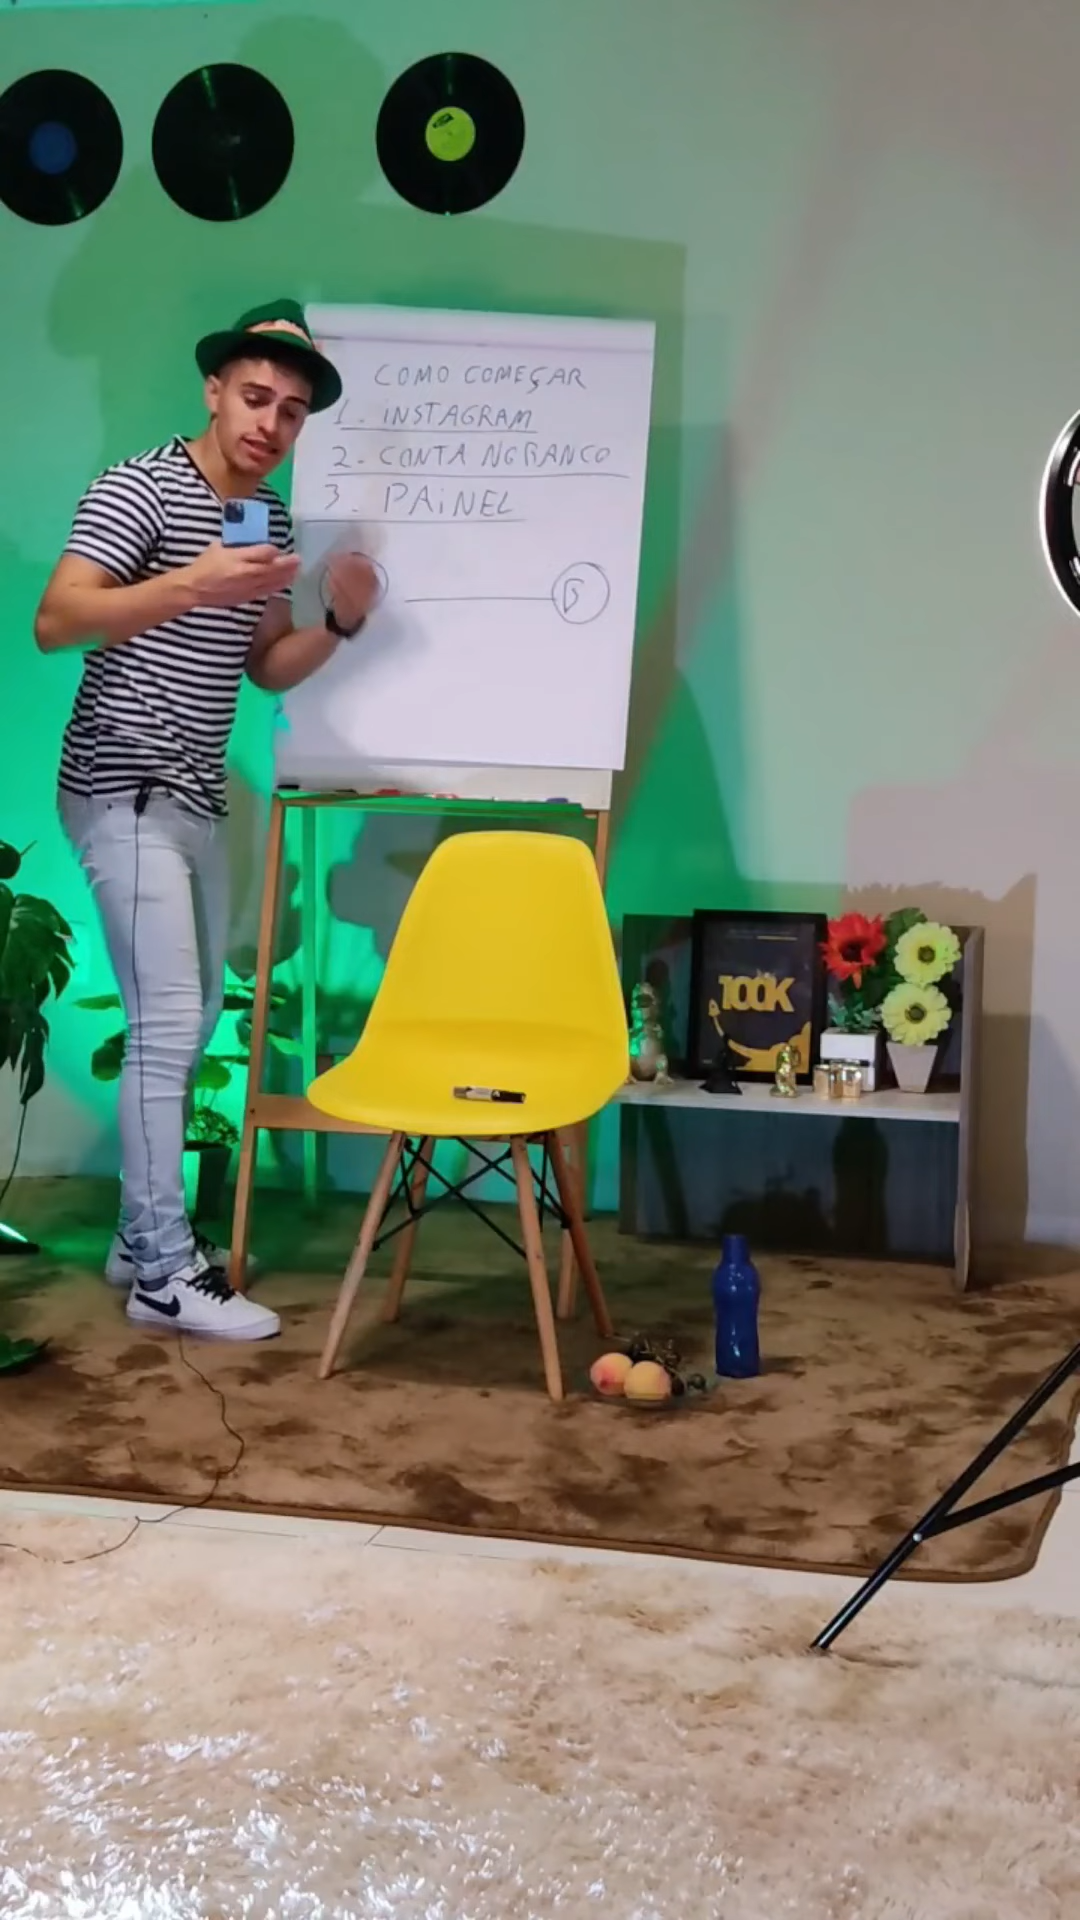 COMO COMEÇAR
1. INSTAGRAM
2. CONTA NO BANCO
3. PAINEL
B
100K